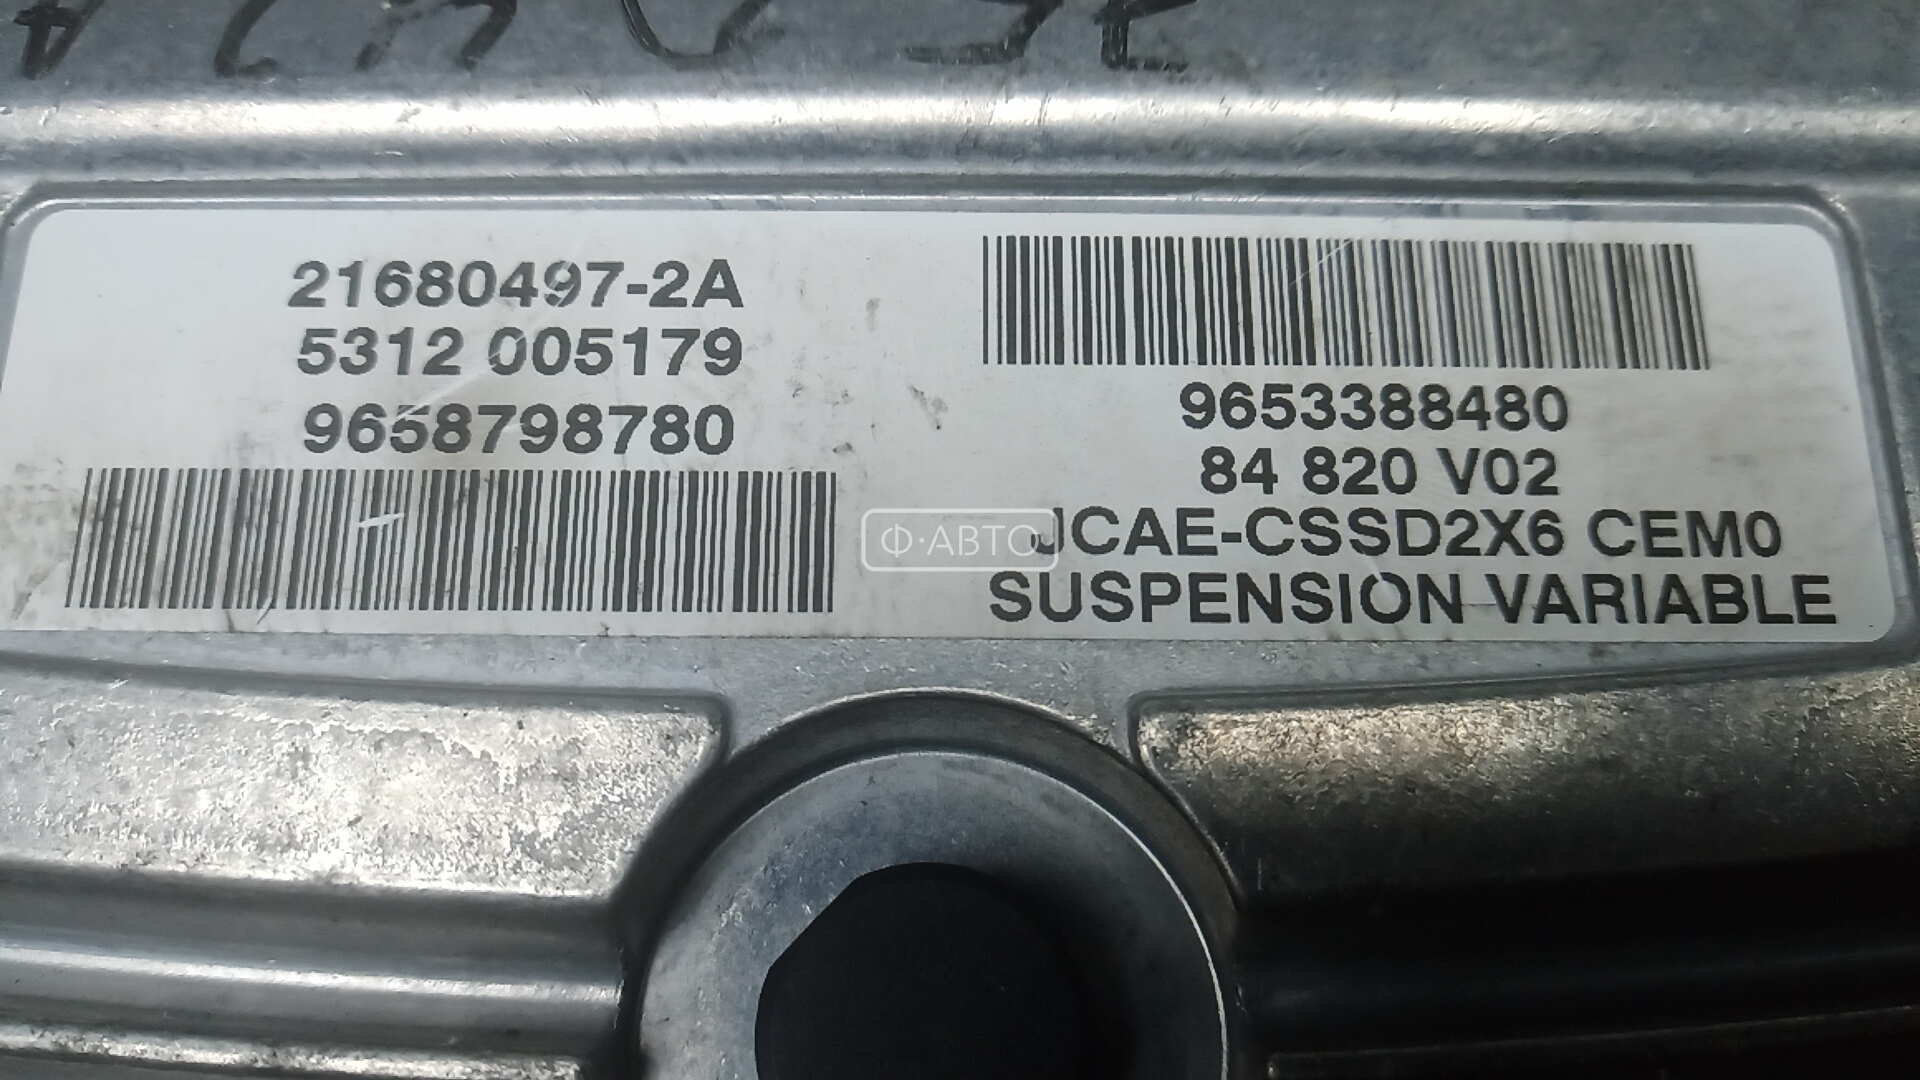 21680497-2A
5312 005179
9658798780
9653388480
84 820 V02
JCAE-CSSD2X6 CEM0
SUSPENSION VARIABLE
Ф·АВТО